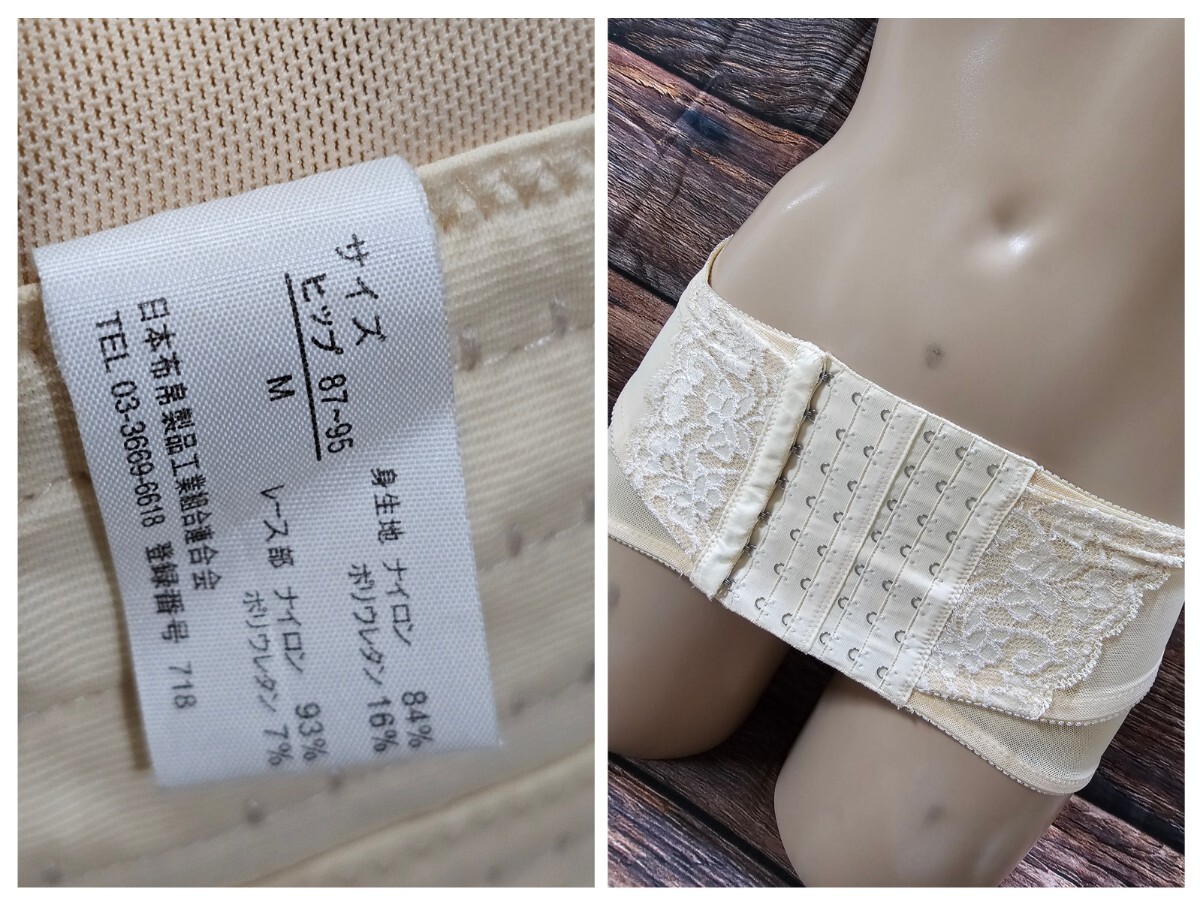 サイズ
ヒップ 87~95
M
身生地 ナイロン 84%
ポリウレタン 16%
レース部 ナイロン 93%
ポリウレタン 7%
日本布帛製品工業組合連合会
TEL 03-3669-6618 登録番号 718